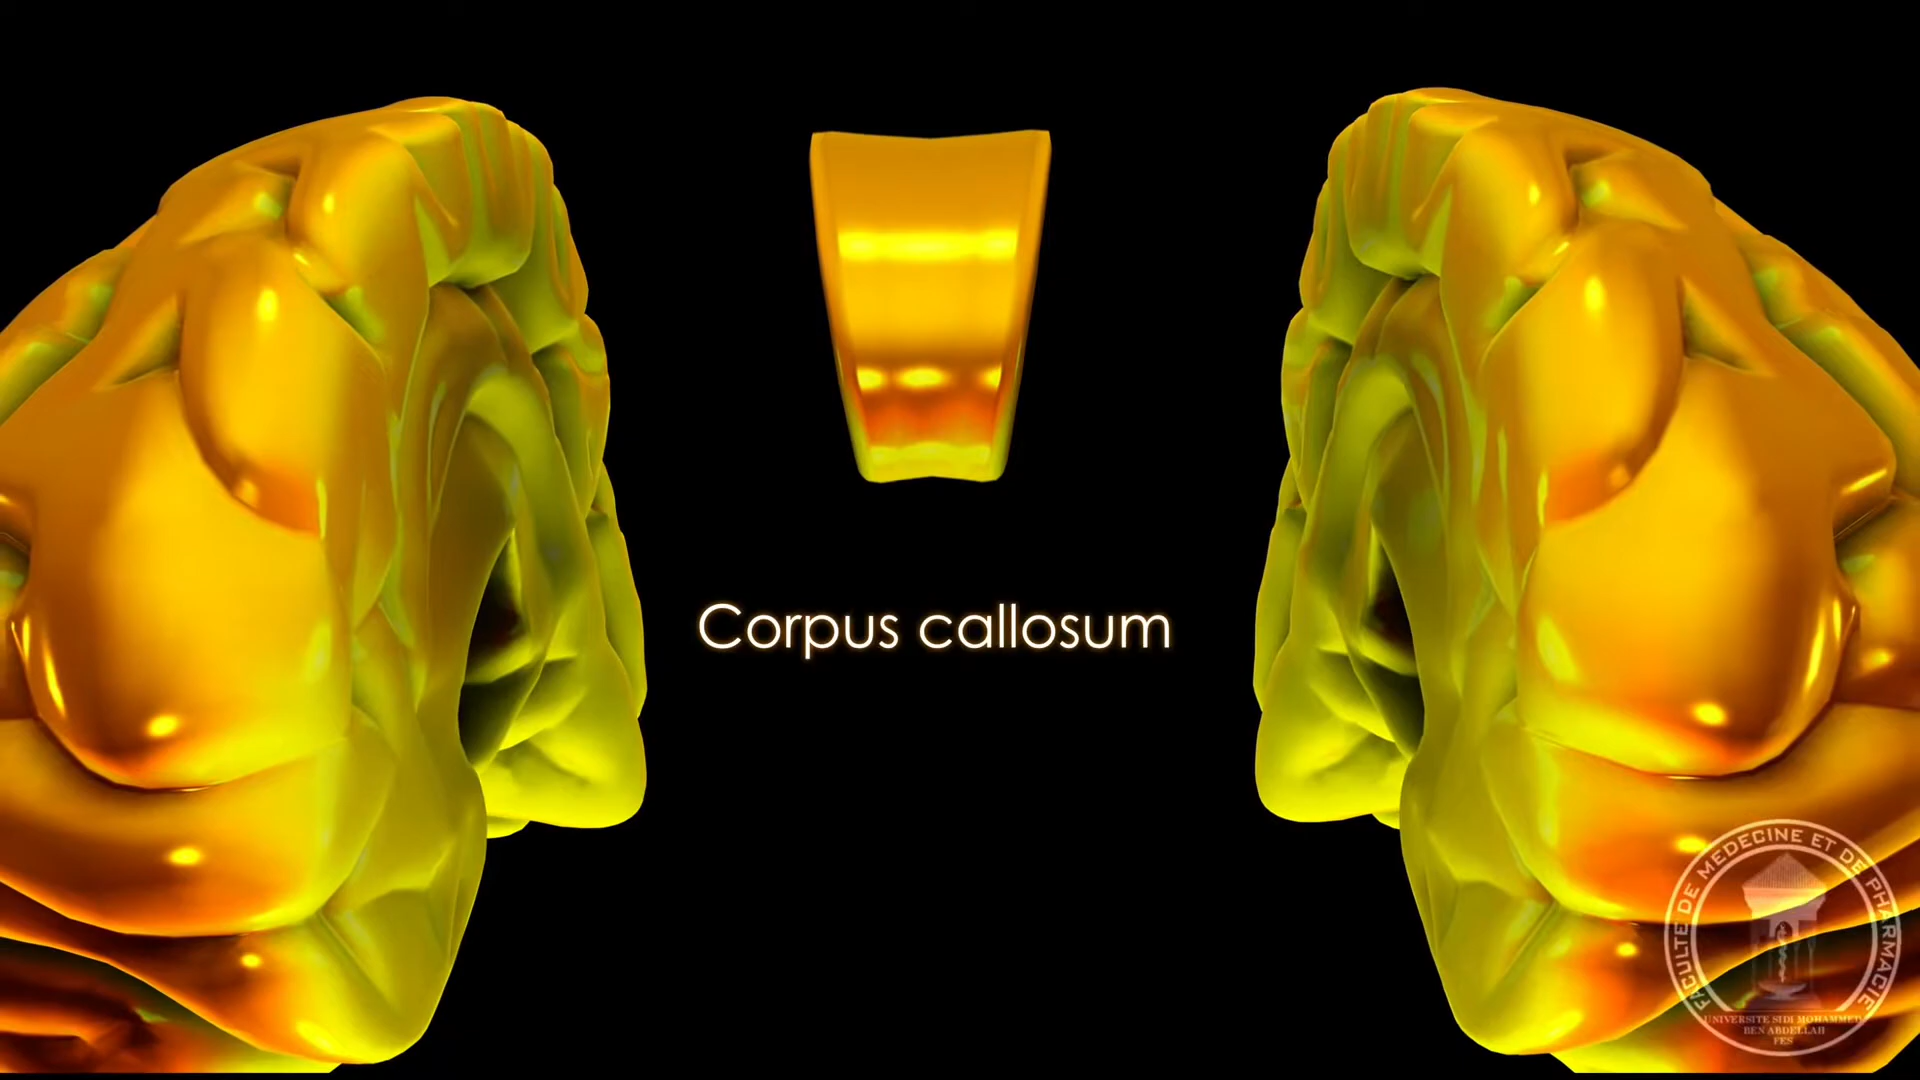 Corpus callosum
FACULTE DE MEDECINE ET DE PHARMACIE
UNIVERSITE SIDI MOHAMMED
BEN ABDELLAH
FES